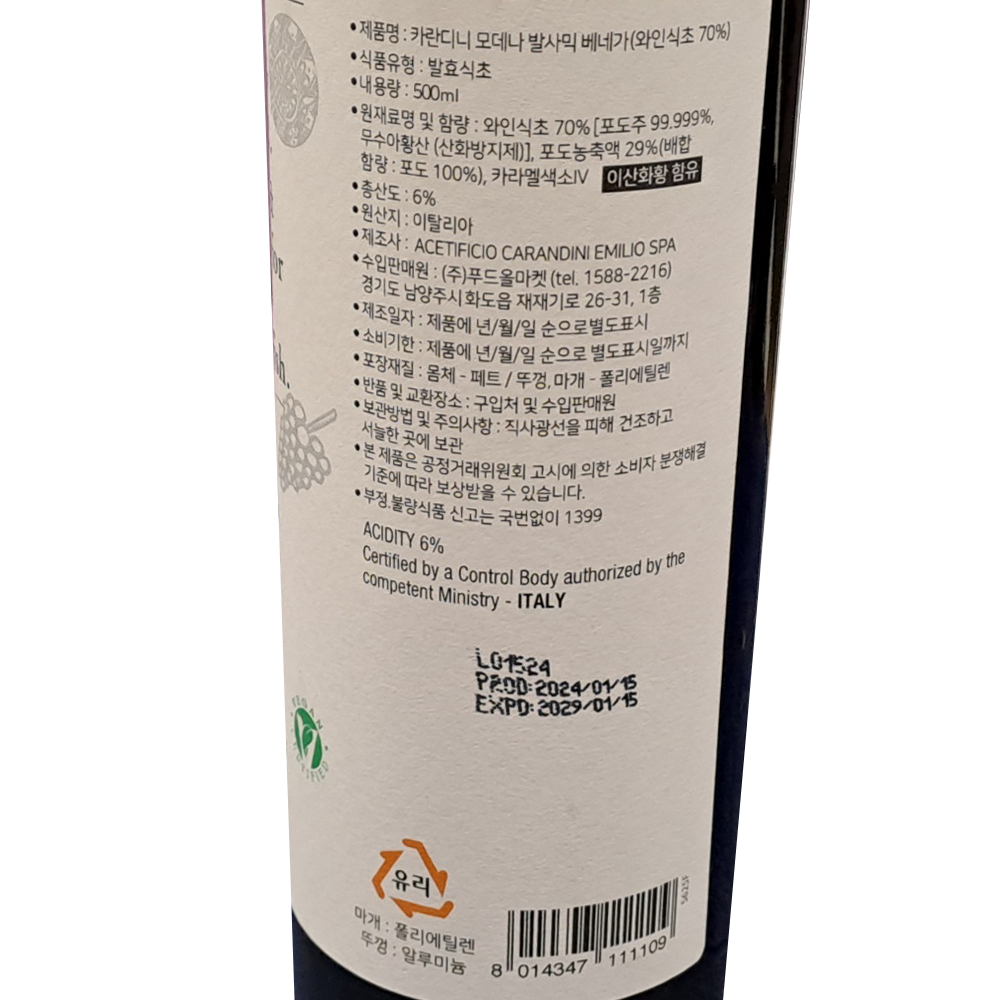 • 제품명 : 카란디니 모데나 발사믹 베네가(와인식초 70%)
• 식품유형 : 발효식초
• 내용량 : 500ml
• 원재료명 및 함량 : 와인식초 70% [포도주 99.999%,
무수아황산 (산화방지제)], 포도농축액 29%(배합
함량 : 포도 100%), 카라멜색소IV 이산화황 함유
• 총산도 : 6%
• 원산지 : 이탈리아
• 제조사 : ACETIFICIO CARANDINI EMILIO SPA
• 수입판매원 : (주)푸드올마켓 (tel. 1588-2216)
경기도 남양주시 화도읍 재재기로 26-31, 1층
• 제조일자 : 제품에 년/월/일 순으로 별도표시
• 소비기한 : 제품에 년/월/일 순으로 별도표시일까지
• 포장재질 : 몸체 - 페트 / 뚜껑, 마개 - 폴리에틸렌
• 반품 및 교환장소 : 구입처 및 수입판매원
• 보관방법 및 주의사항 : 직사광선을 피해 건조하고
서늘한 곳에 보관
• 본 제품은 공정거래위원회 고시에 의한 소비자 분쟁해결
기준에 따라 보상받을 수 있습니다.
• 부정.불량식품 신고는 국번없이 1399
ACIDITY 6%
Certified by a Control Body authorized by the
competent Ministry - ITALY
L01524
PROD: 2024/01/15
EXPD: 2029/01/15
VEGAN
유리
마개 : 폴리에틸렌
뚜껑 : 알루미늄
8 014347 111109